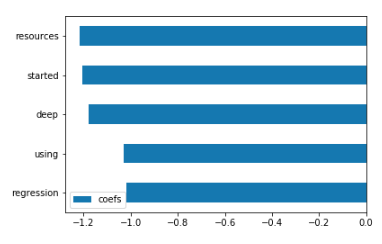 resources
started
deep
using
regression
coefs
−1.2 −1.0 −0.8 −0.6 −0.4 −0.2 0.0